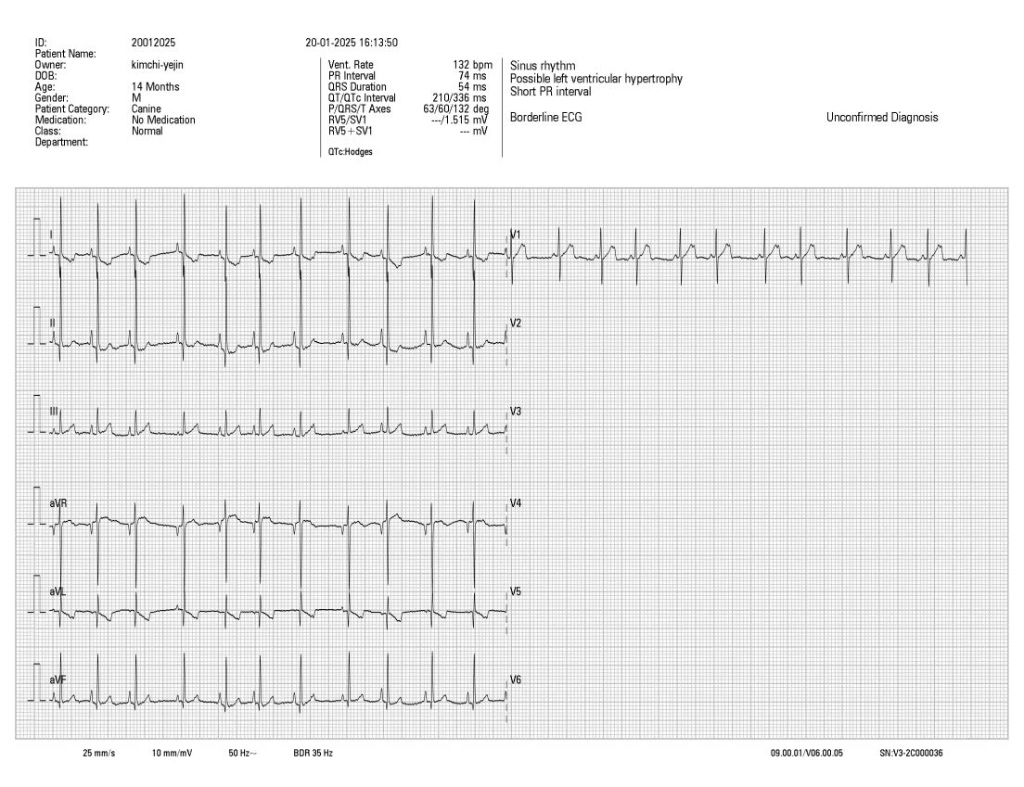 ID: 20012025 20-01-2025 16:13:50
Patient Name:
Owner: kimchi-yejin
DOB:
Age: 14 Months
Gender: M
Patient Category: Canine
Medication: No Medication
Class: Normal
Department:
Vent. Rate 132 bpm
PR Interval 74 ms
QRS Duration 54 ms
QT/QTc Interval 210/336 ms
P/QRS/T Axes 63/60/132 deg
RV5/SV1 ---/1.515 mV
RV5+SV1 --- mV
QTc:Hodges
Sinus rhythm
Possible left ventricular hypertrophy
Short PR interval
Borderline ECG Unconfirmed Diagnosis
I V1
II V2
III V3
aVR V4
aVL V5
aVF V6
25 mm/s 10 mm/mV 50 Hz~ BDR 35 Hz 09.00.01/V06.00.05 SN:V3-2C000036